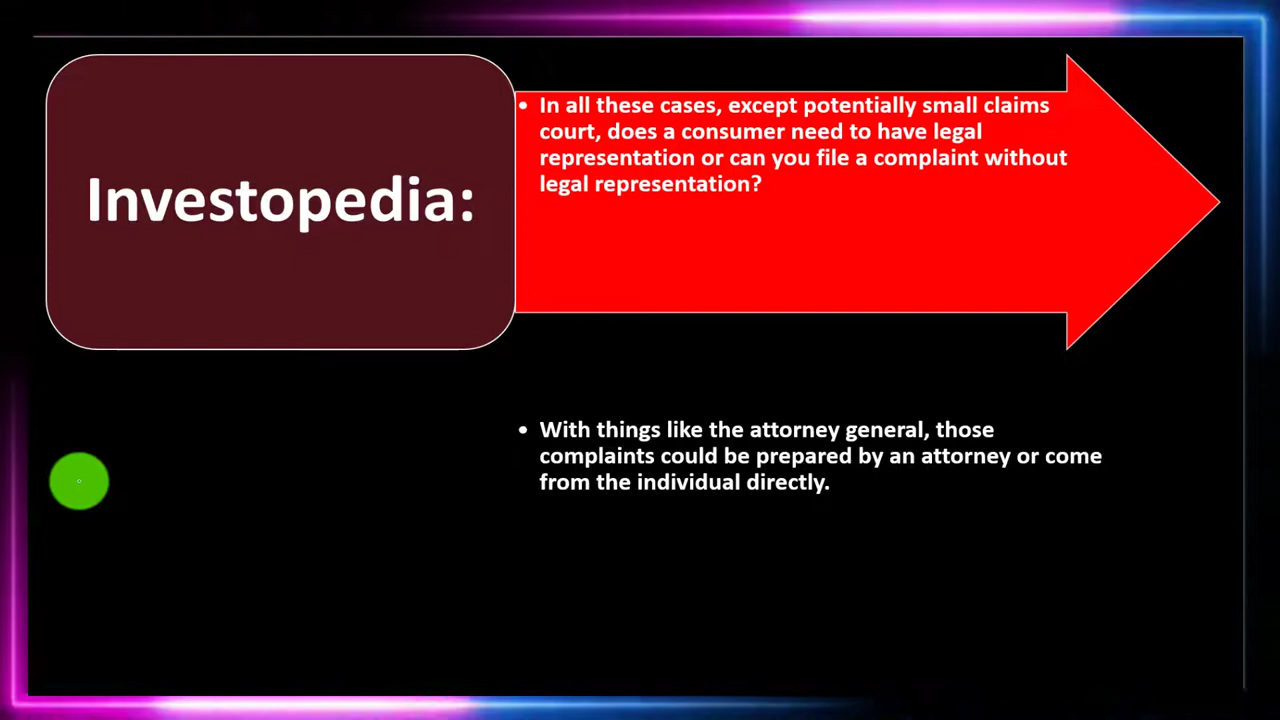 Investopedia:
• In all these cases, except potentially small claims
court, does a consumer need to have legal
representation or can you file a complaint without
legal representation?
• With things like the attorney general, those
complaints could be prepared by an attorney or come
from the individual directly.